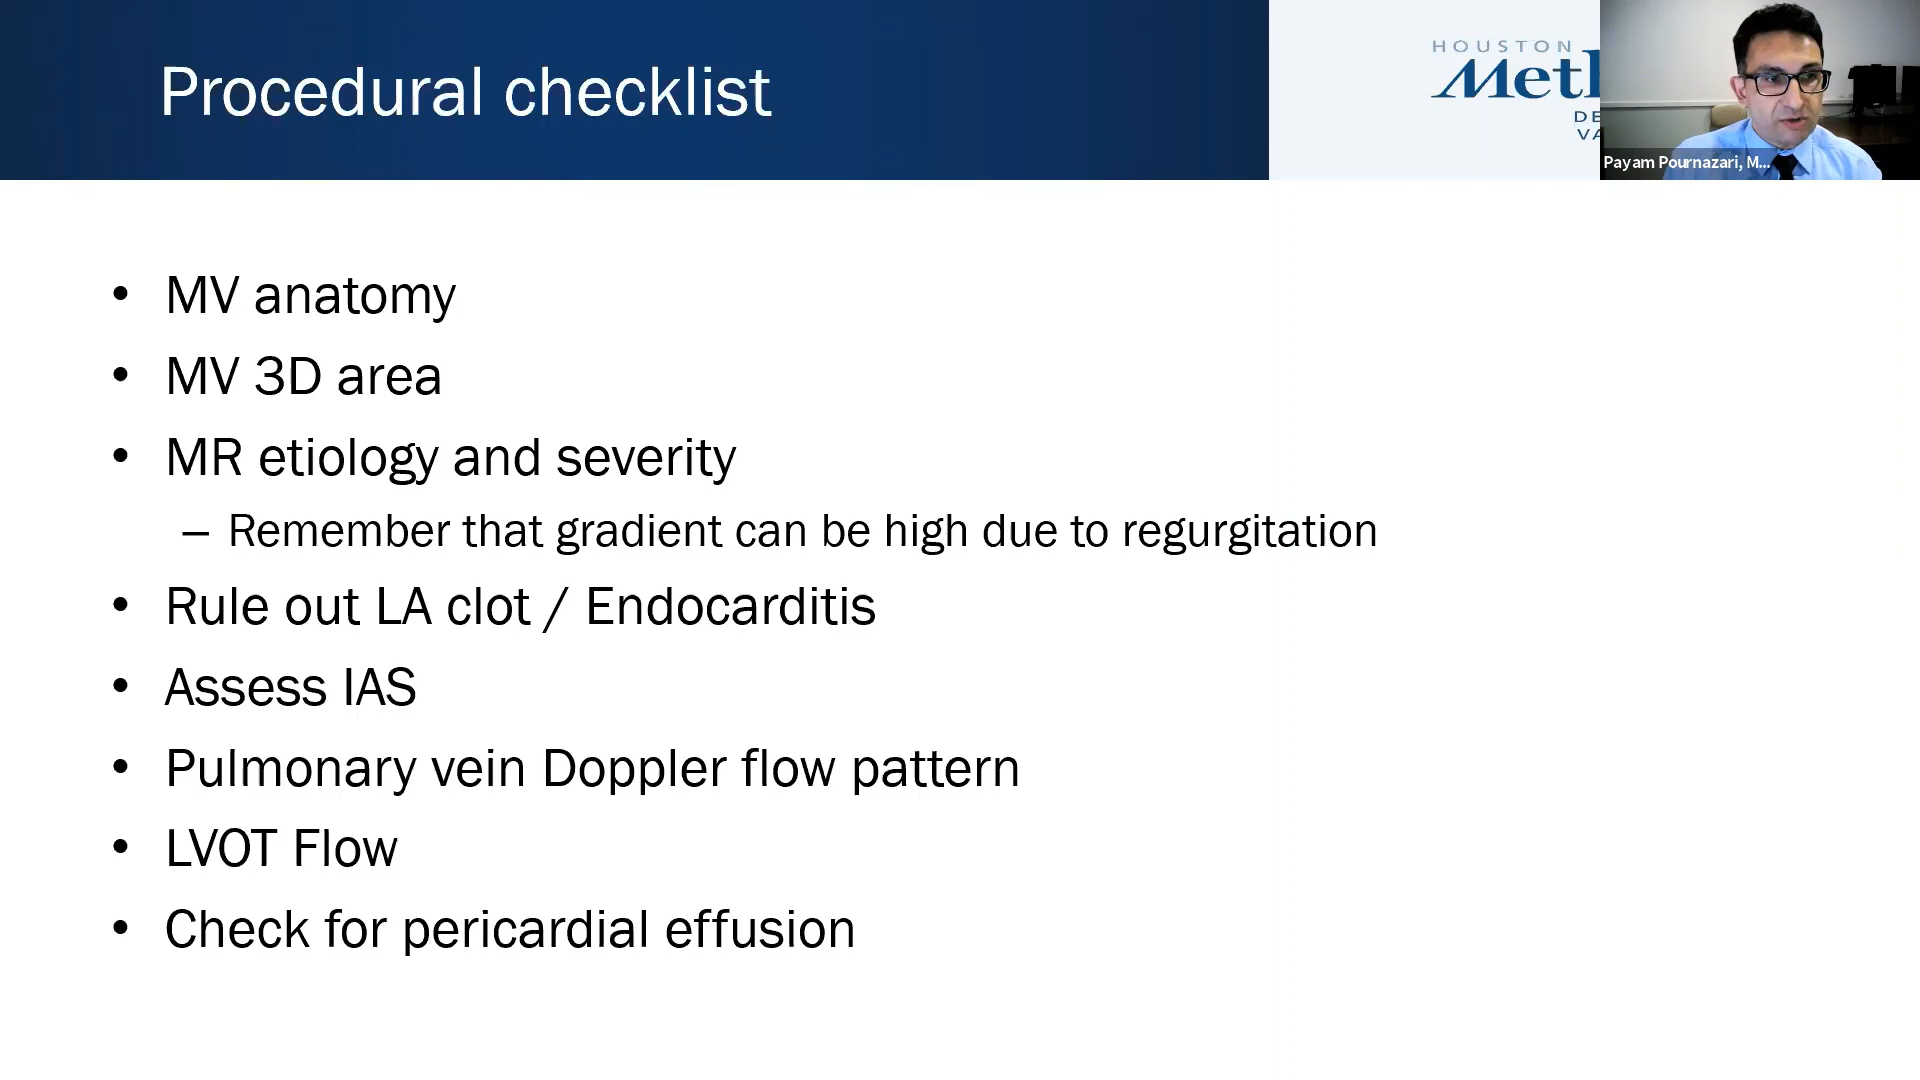 Procedural checklist
HOUSTON
Payam Pournazari, M...
• MV anatomy
• MV 3D area
• MR etiology and severity
– Remember that gradient can be high due to regurgitation
• Rule out LA clot / Endocarditis
• Assess IAS
• Pulmonary vein Doppler flow pattern
• LVOT Flow
• Check for pericardial effusion